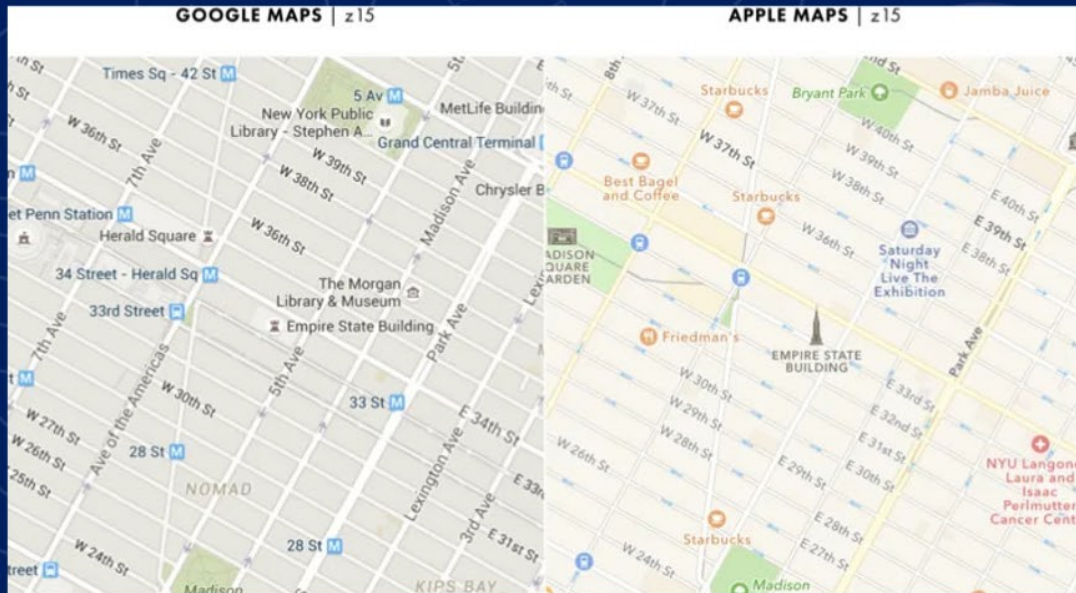 GOOGLE MAPS | z15
APPLE MAPS | z15
Times Sq - 42 St M
5 Av M
New York Public
Library - Stephen A...
MetLife Building
Grand Central Terminal
W 36th St
7th Ave
W 39th St
W 38th St
W 36th St
Madison Ave
Chrysler B
et Penn Station M
Herald Square
34 Street - Herald Sq M
33rd Street
The Morgan
Library & Museum
Empire State Building
7th Ave
Ave of the Americas
5th Ave
Park Ave
W 30th St
33 St M
E 34th St
W 27th St
W 26th St
25th St
28 St M
NOMAD
Lexington Ave
3rd Ave
E 33r
E 31st St
28 St M
W 24th St
treet
Madison
KIPS BAY
8th
nd St
Starbucks
Bryant Park
Jamba Juice
W 37th St
W 37th St
W 40th St
W 39th St
W 38th St
Best Bagel
and Coffee
Starbucks
W 36th St
E 40th St
E 39th St
E 38th St
ADISON
QUARE
ARDEN
Saturday
Night
Live The
Exhibition
Friedman's
EMPIRE STATE
BUILDING
Park Ave
W 30th St
W 29th St
W 28th St
W 26th St
E 33rd St
E 32nd St
E 31st St
E 30th St
E 29th St
E 28th St
E 27th St
NYU Langone
Laura and
Isaac
Perlmutter
Cancer Cent
Starbucks
W 24th St
Madison